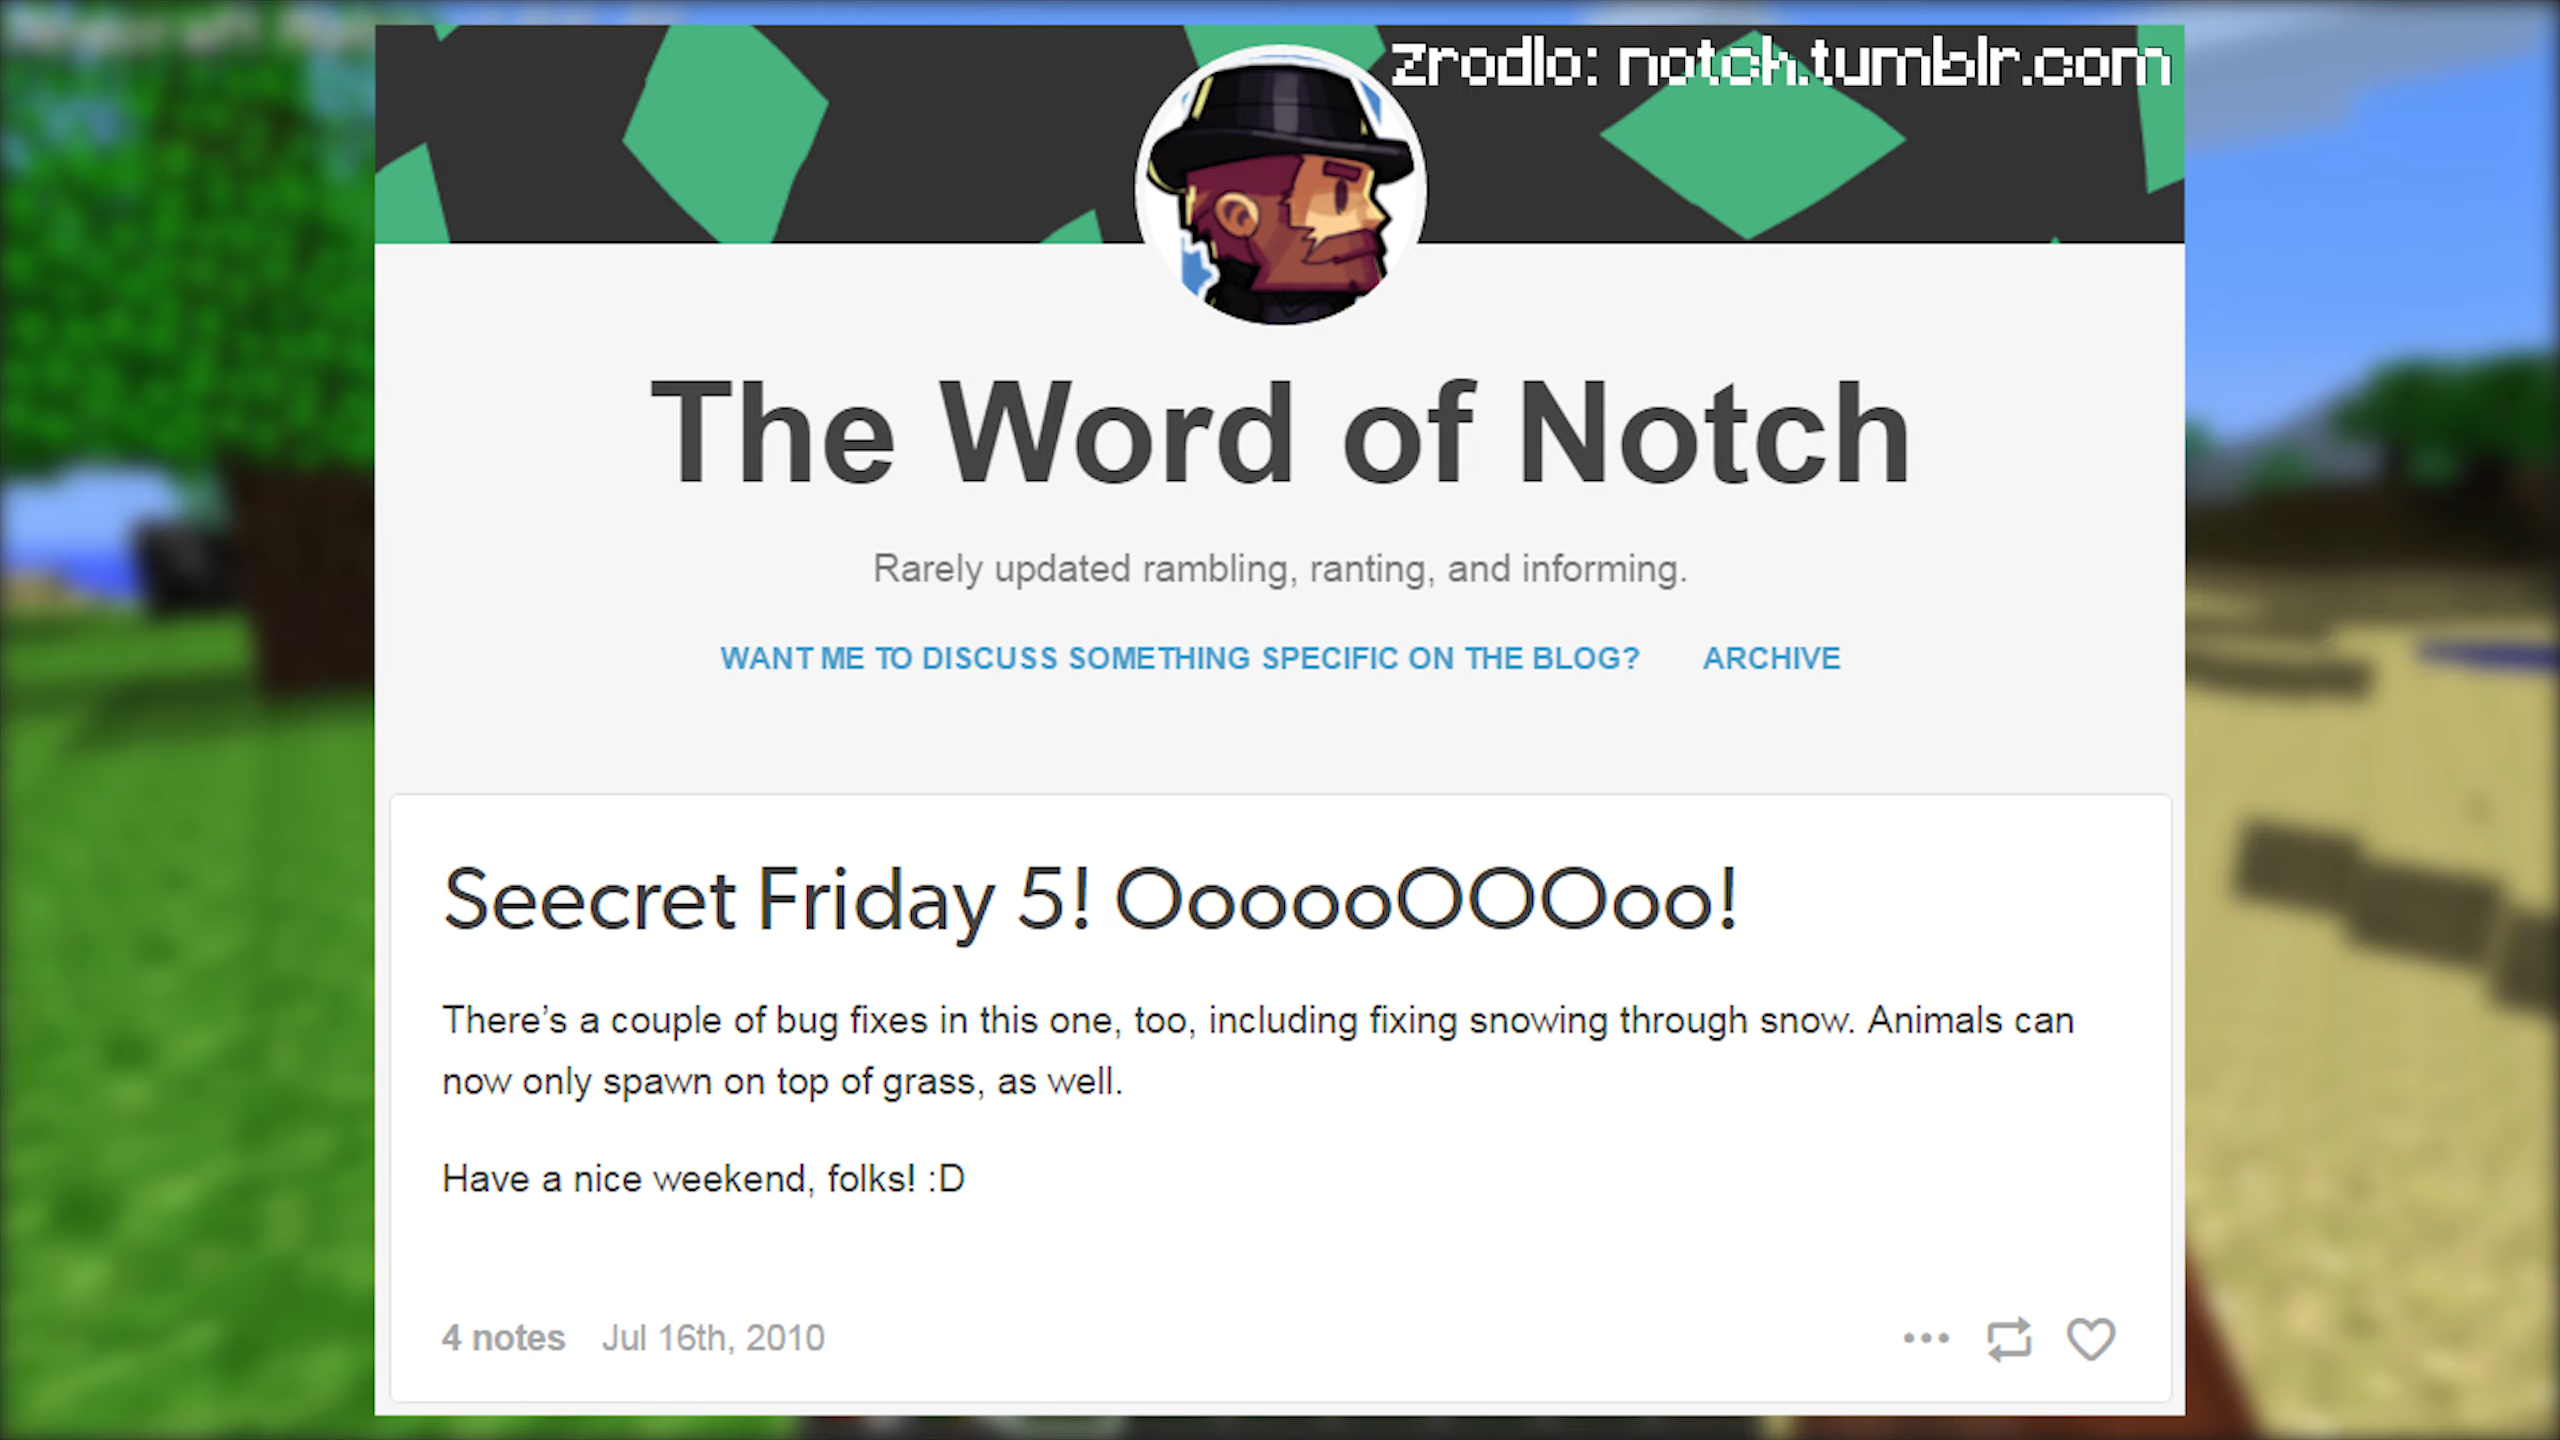 zrodlo: notch.tumblr.com
The Word of Notch
Rarely updated rambling, ranting, and informing.
WANT ME TO DISCUSS SOMETHING SPECIFIC ON THE BLOG? ARCHIVE
Seecret Friday 5! OooooOOOoo!
There’s a couple of bug fixes in this one, too, including fixing snowing through snow. Animals can
now only spawn on top of grass, as well.
Have a nice weekend, folks! :D
4 notes Jul 16th, 2010